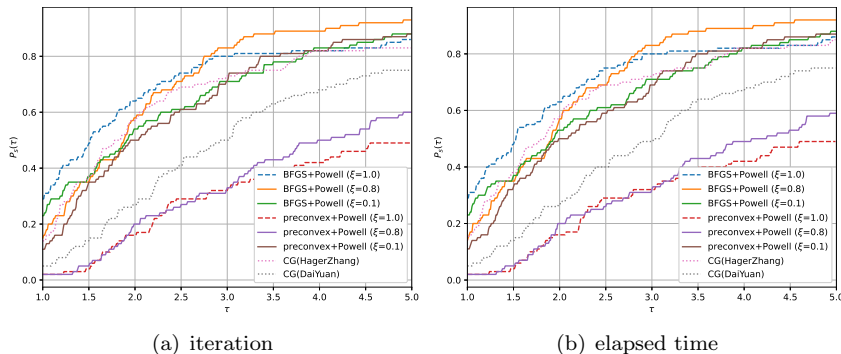 0.8
0.6
0.4
0.2
0.0
P_s(τ)
BFGS+Powell (ξ=1.0)
BFGS+Powell (ξ=0.8)
BFGS+Powell (ξ=0.1)
preconvex+Powell (ξ=1.0)
preconvex+Powell (ξ=0.8)
preconvex+Powell (ξ=0.1)
CG(HagerZhang)
CG(DaiYuan)
1.0 1.5 2.0 2.5 3.0 3.5 4.0 4.5 5.0
τ
(a) iteration
0.8
0.6
0.4
0.2
0.0
P_s(τ)
BFGS+Powell (ξ=1.0)
BFGS+Powell (ξ=0.8)
BFGS+Powell (ξ=0.1)
preconvex+Powell (ξ=1.0)
preconvex+Powell (ξ=0.8)
preconvex+Powell (ξ=0.1)
CG(HagerZhang)
CG(DaiYuan)
1.0 1.5 2.0 2.5 3.0 3.5 4.0 4.5 5.0
τ
(b) elapsed time